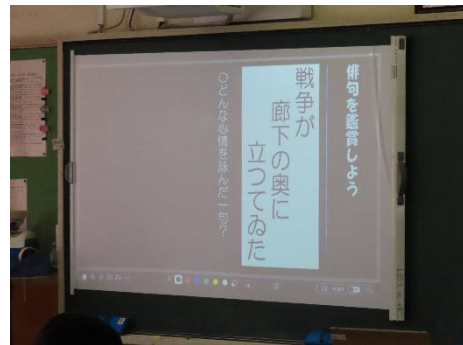 俳句を鑑賞しよう
戦争が
廊下の奥に
立つてゐた
○どんな心情を詠んだ一句？